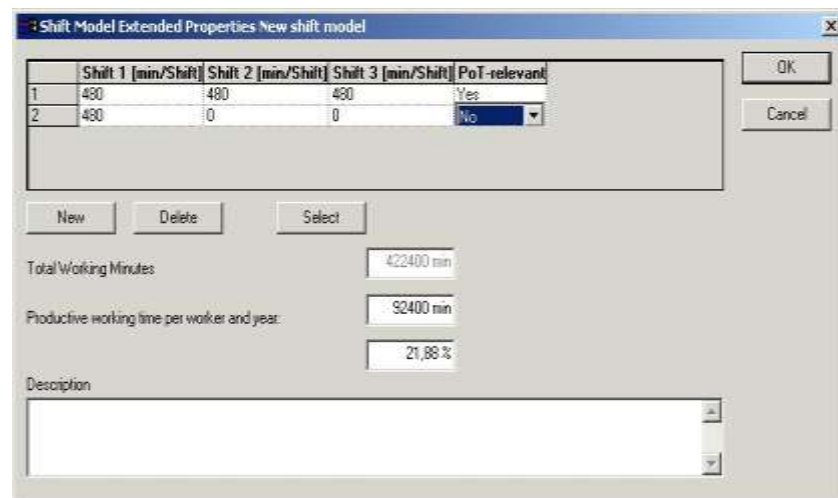 Shift Model Extended Properties New shift model
Shift 1 [min/Shift] Shift 2 [min/Shift] Shift 3 [min/Shift] PoT-relevant
1 480 480 480 Yes
2 480 0 0 No
OK
Cancel
New Delete Select
Total Working Minutes 422400 min
Productive working time per worker and year: 92400 min
21,88 %
Description